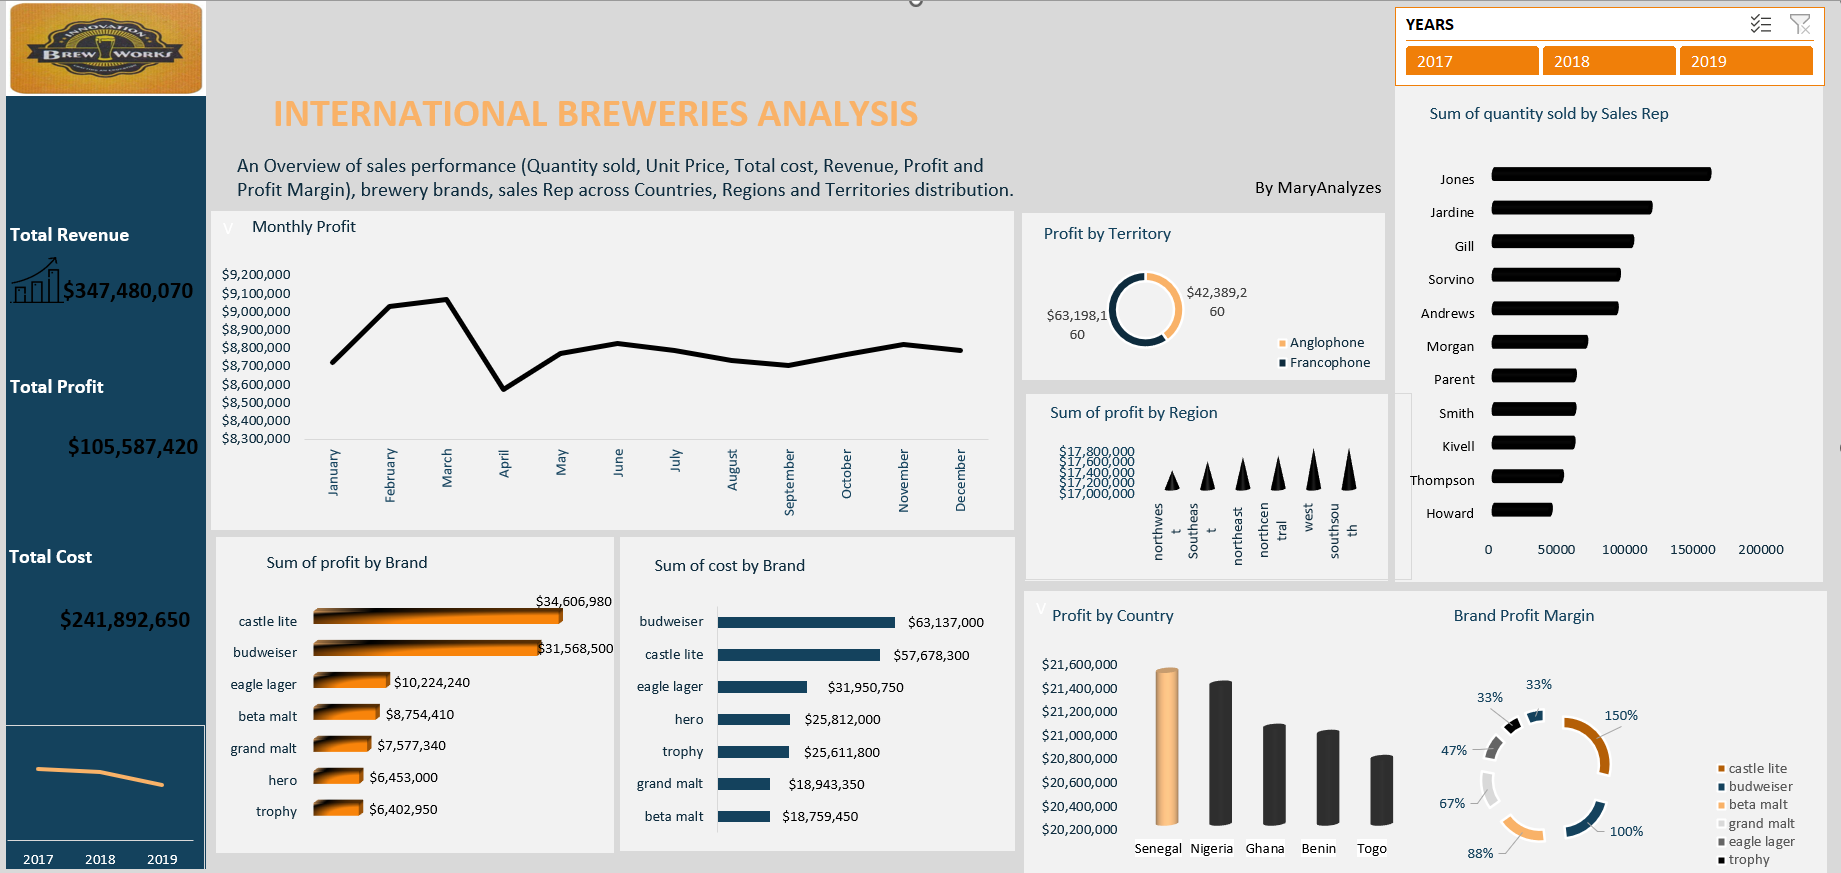 INNOVATION
BREW WORKS
Total Revenue
$347,480,070
Total Profit
$105,587,420
Total Cost
$241,892,650
2017 2018 2019
INTERNATIONAL BREWERIES ANALYSIS
An Overview of sales performance (Quantity sold, Unit Price, Total cost, Revenue, Profit and
Profit Margin), brewery brands, sales Rep across Countries, Regions and Territories distribution.
By MaryAnalyzes
YEARS
2017 2018 2019
V
Monthly Profit
$9,200,000
$9,100,000
$9,000,000
$8,900,000
$8,800,000
$8,700,000
$8,600,000
$8,500,000
$8,400,000
$8,300,000
January
February
March
April
May
June
July
August
September
October
November
December
Profit by Territory
$42,389,2
60
$63,198,1
60
Anglophone
Francophone
Sum of profit by Region
$17,800,000
$17,600,000
$17,400,000
$17,200,000
$17,000,000
northwes
t
Southeas
t
northeast
northcen
tral
west
southsou
th
Sum of quantity sold by Sales Rep
Jones
Jardine
Gill
Sorvino
Andrews
Morgan
Parent
Smith
Kivell
Thompson
Howard
0 50000 100000 150000 200000
Sum of profit by Brand
castle lite $34,606,980
budweiser $31,568,500
eagle lager $10,224,240
beta malt $8,754,410
grand malt $7,577,340
hero $6,453,000
trophy $6,402,950
Sum of cost by Brand
budweiser $63,137,000
castle lite $57,678,300
eagle lager $31,950,750
hero $25,812,000
trophy $25,611,800
grand malt $18,943,350
beta malt $18,759,450
V
Profit by Country
$21,600,000
$21,400,000
$21,200,000
$21,000,000
$20,800,000
$20,600,000
$20,400,000
$20,200,000
Senegal Nigeria Ghana Benin Togo
Brand Profit Margin
33%
33%
150%
47%
67%
100%
88%
castle lite
budweiser
beta malt
grand malt
eagle lager
trophy